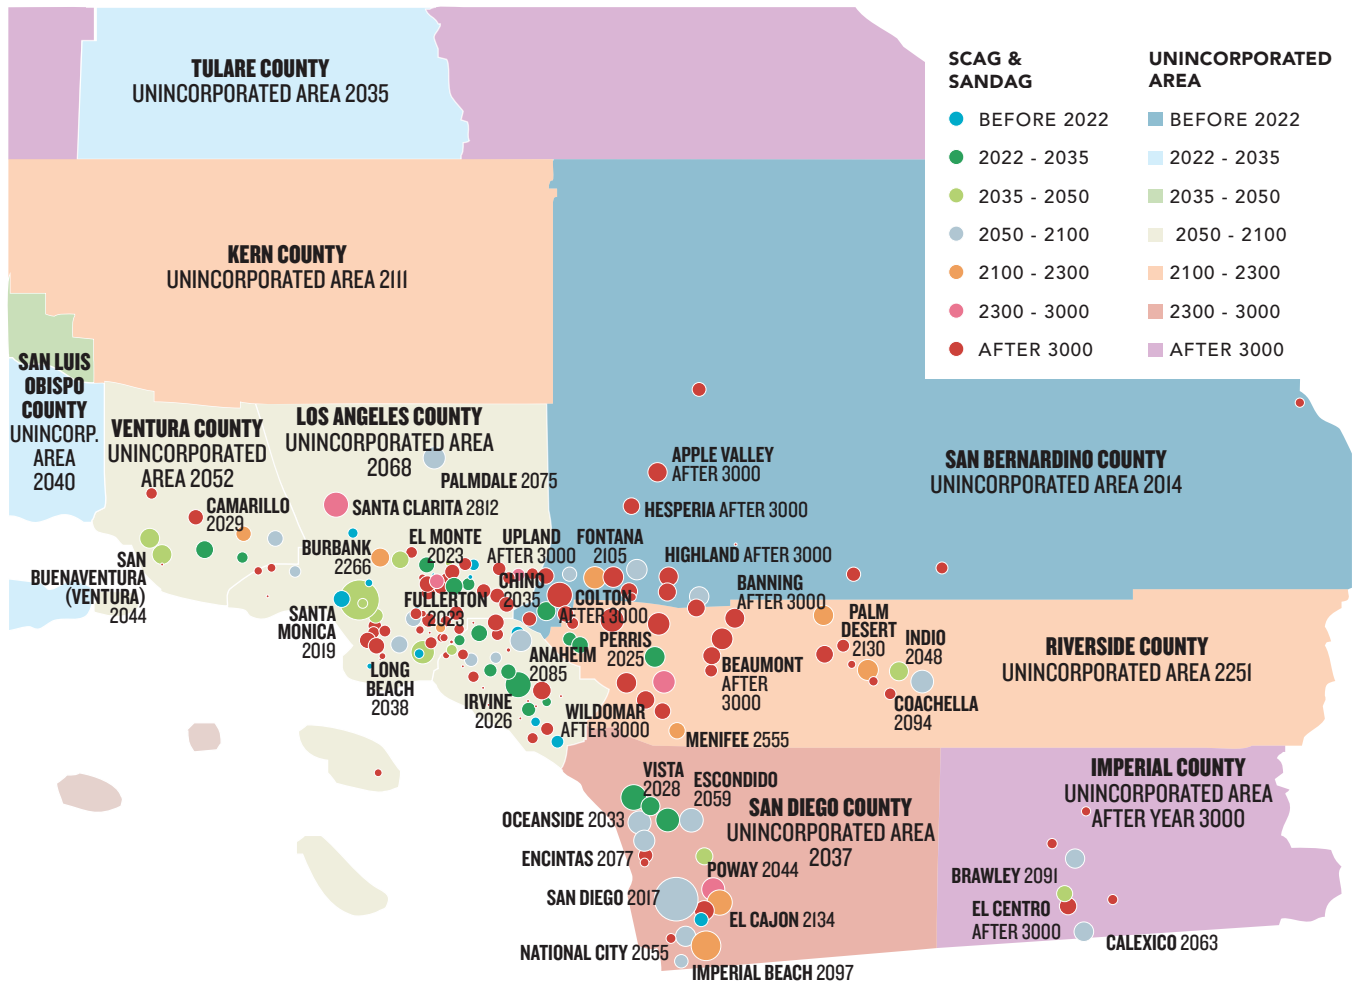 TULARE COUNTY
UNINCORPORATED AREA 2035
SCAG &
SANDAG
BEFORE 2022
2022 - 2035
2035 - 2050
2050 - 2100
2100 - 2300
2300 - 3000
AFTER 3000
UNINCORPORATED
AREA
BEFORE 2022
2022 - 2035
2035 - 2050
2050 - 2100
2100 - 2300
2300 - 3000
AFTER 3000
KERN COUNTY
UNINCORPORATED AREA 2111
SAN LUIS
OBISPO
COUNTY
UNINCORP.
AREA
2040
VENTURA COUNTY
UNINCORPORATED
AREA 2052
LOS ANGELES COUNTY
UNINCORPORATED AREA
2068
PALMDALE 2075
SANTA CLARITA 2812
CAMARILLO
2029
SAN
BUENAVENTURA
(VENTURA)
2044
BURBANK
2266
EL MONTE
2023
UPLAND
AFTER 3000
FONTANA
2105
APPLE VALLEY
AFTER 3000
HESPERIA AFTER 3000
HIGHLAND AFTER 3000
SAN BERNARDINO COUNTY
UNINCORPORATED AREA 2014
CHINO
2035
COLTON
AFTER 3000
BANNING
AFTER 3000
FULLERTON
2023
SANTA
MONICA
2019
LONG
BEACH
2038
ANAHEIM
2085
IRVINE
2026
PERRIS
2025
WILDOMAR
AFTER 3000
BEAUMONT
AFTER
3000
MENIFEE 2555
PALM
DESERT
2130
INDIO
2048
COACHELLA
2094
RIVERSIDE COUNTY
UNINCORPORATED AREA 2251
VISTA
2028
ESCONDIDO
2059
OCEANSIDE 2033
ENCINTAS 2077
SAN DIEGO COUNTY
UNINCORPORATED AREA
2037
POWAY 2044
SAN DIEGO 2017
EL CAJON 2134
NATIONAL CITY 2055
IMPERIAL BEACH 2097
IMPERIAL COUNTY
UNINCORPORATED AREA
AFTER YEAR 3000
BRAWLEY 2091
EL CENTRO
AFTER 3000
CALEXICO 2063